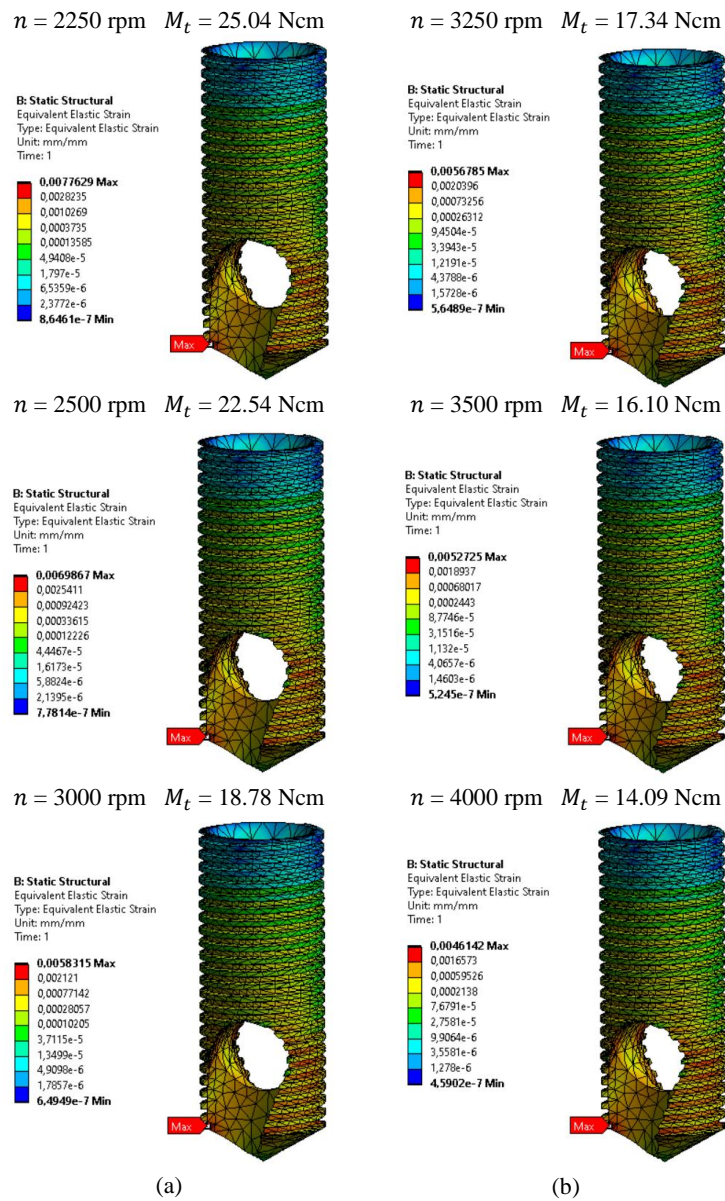 n = 2250 rpm M_t = 25.04 Ncm
B: Static Structural
Equivalent Elastic Strain
Type: Equivalent Elastic Strain
Unit: mm/mm
Time: 1
0,0077629 Max
0,0028235
0,0010269
0,0003735
0,00013585
4,9408e-5
1,797e-5
6,5359e-6
2,3772e-6
8,6461e-7 Min
Max
n = 3250 rpm M_t = 17.34 Ncm
B: Static Structural
Equivalent Elastic Strain
Type: Equivalent Elastic Strain
Unit: mm/mm
Time: 1
0,0056785 Max
0,0020396
0,00073256
0,00026312
9,4504e-5
3,3943e-5
1,2191e-5
4,3788e-6
1,5728e-6
5,6489e-7 Min
Max
n = 2500 rpm M_t = 22.54 Ncm
B: Static Structural
Equivalent Elastic Strain
Type: Equivalent Elastic Strain
Unit: mm/mm
Time: 1
0,0069867 Max
0,0025411
0,00092423
0,00033615
0,00012226
4,4467e-5
1,6173e-5
5,8824e-6
2,1395e-6
7,7814e-7 Min
Max
n = 3500 rpm M_t = 16.10 Ncm
B: Static Structural
Equivalent Elastic Strain
Type: Equivalent Elastic Strain
Unit: mm/mm
Time: 1
0,0052725 Max
0,0018937
0,00068017
0,0002443
8,7746e-5
3,1516e-5
1,132e-5
4,0657e-6
1,4603e-6
5,245e-7 Min
Max
n = 3000 rpm M_t = 18.78 Ncm
B: Static Structural
Equivalent Elastic Strain
Type: Equivalent Elastic Strain
Unit: mm/mm
Time: 1
0,0058315 Max
0,002121
0,00077142
0,00028057
0,00010205
3,7115e-5
1,3499e-5
4,9098e-6
1,7857e-6
6,4949e-7 Min
Max
n = 4000 rpm M_t = 14.09 Ncm
B: Static Structural
Equivalent Elastic Strain
Type: Equivalent Elastic Strain
Unit: mm/mm
Time: 1
0,0046142 Max
0,0016573
0,00059526
0,0002138
7,6791e-5
2,7581e-5
9,9064e-6
3,5581e-6
1,278e-6
4,5902e-7 Min
Max
(a)
(b)